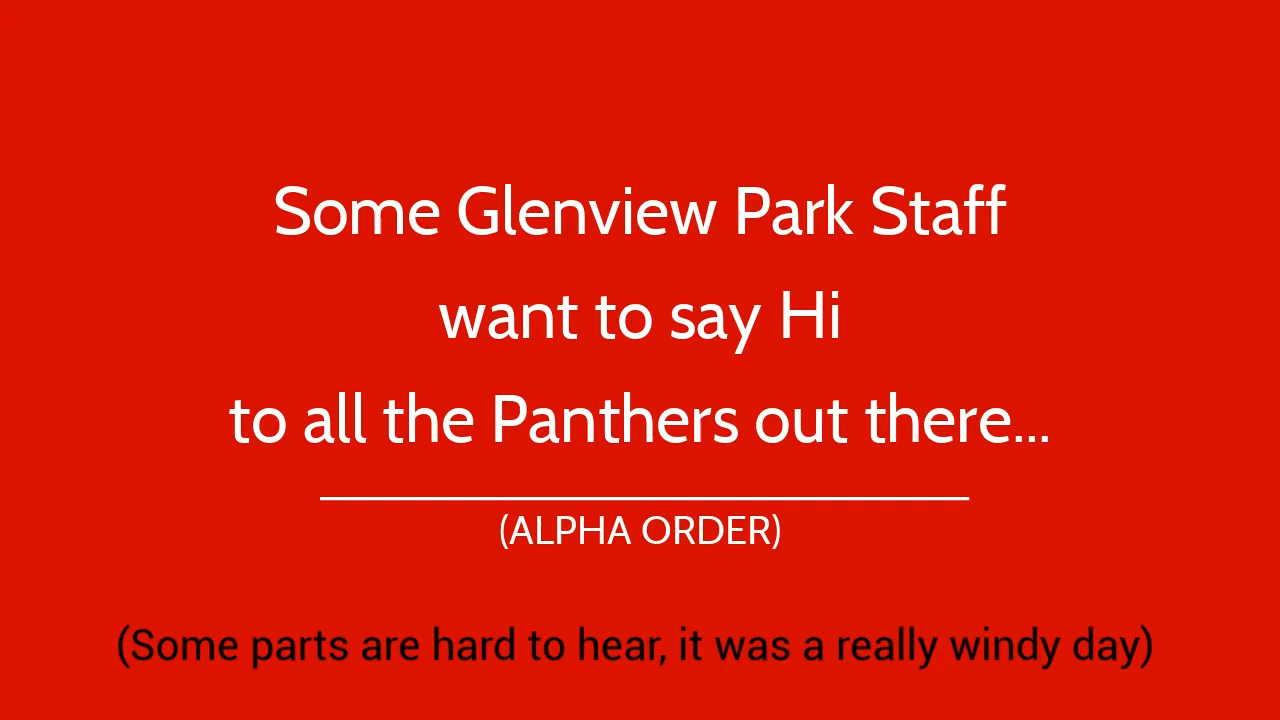 Some Glenview Park Staff
want to say Hi
to all the Panthers out there...
(ALPHA ORDER)
(Some parts are hard to hear, it was a really windy day)